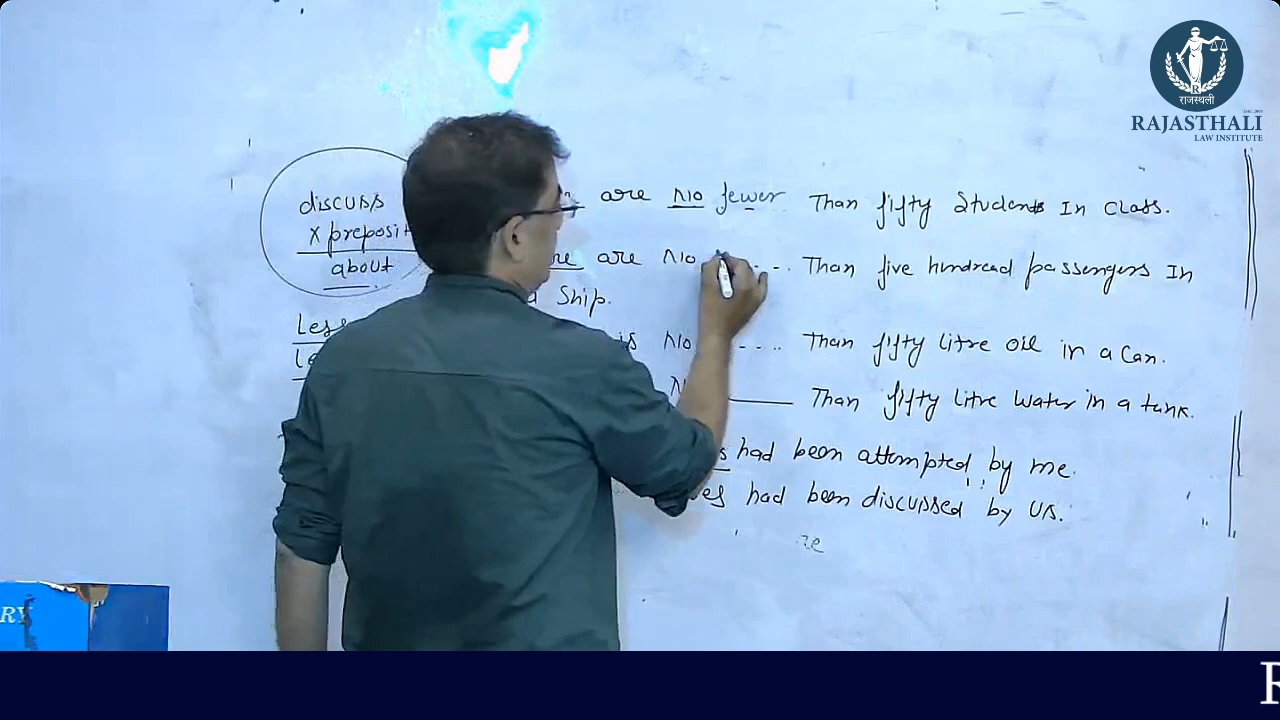 राजस्थली
RAJASTHALI
LAW INSTITUTE
discuss are No fewer Than fifty Students In Class.
x preposit
about are No ... Than five hundread passengers In
a Ship.
Less is No .... Than fifty litre oil in a Can.
Than fifty litre water in a tank.
had been attempted by me.
had been discussed by us.
re
RY
R